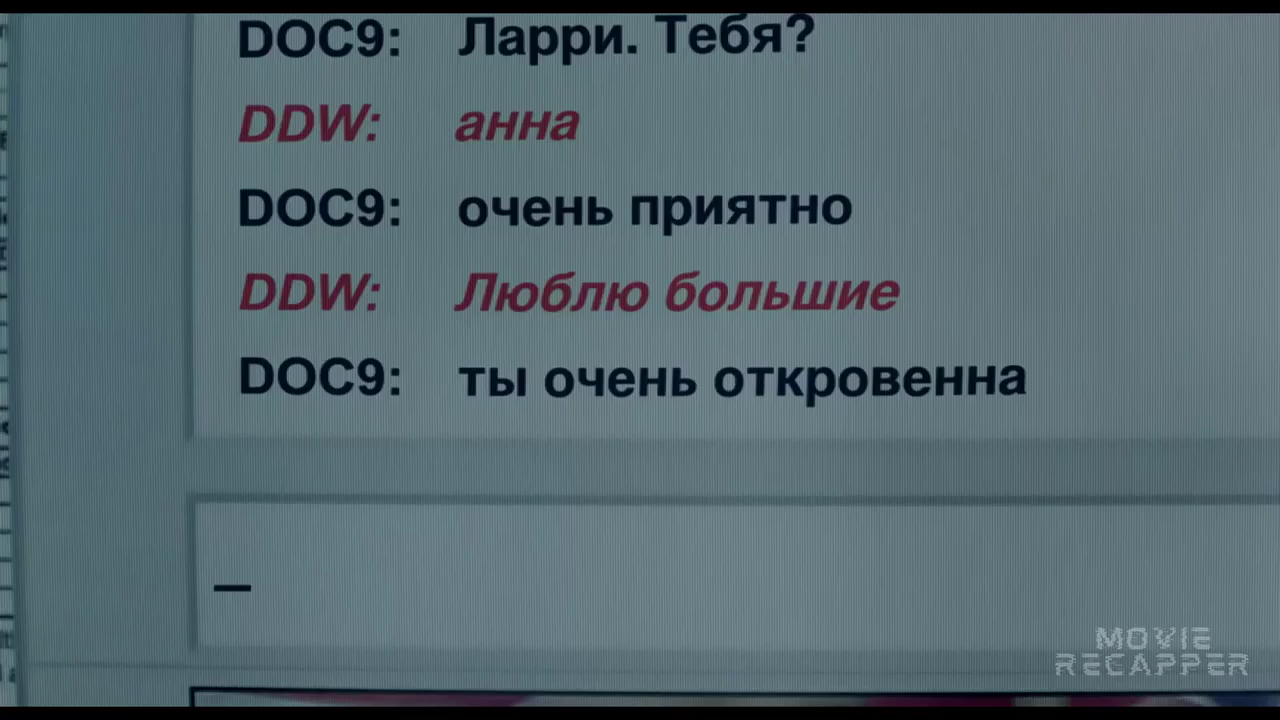 DOC9: Ларри. Тебя?
DDW: анна
DOC9: очень приятно
DDW: Люблю большие
DOC9: ты очень откровенна
MOVIE
RECAPPER